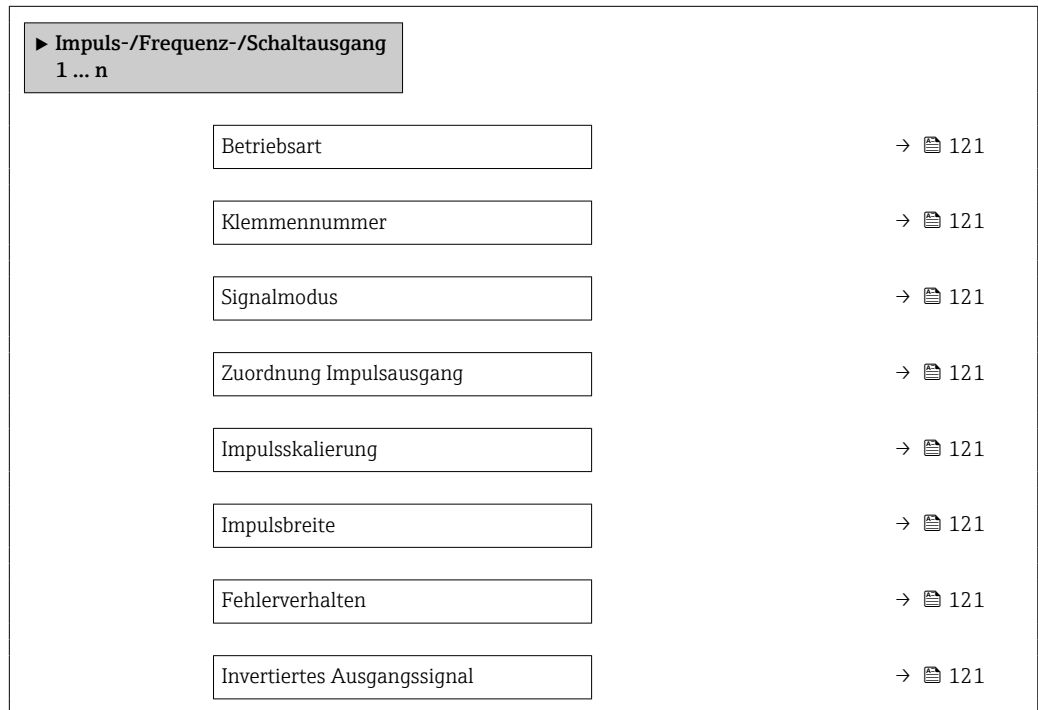 ► Impuls-/Frequenz-/Schaltausgang
1 … n
Betriebsart → 121
Klemmennummer → 121
Signalmodus → 121
Zuordnung Impulsausgang → 121
Impulsskalierung → 121
Impulsbreite → 121
Fehlerverhalten → 121
Invertiertes Ausgangssignal → 121